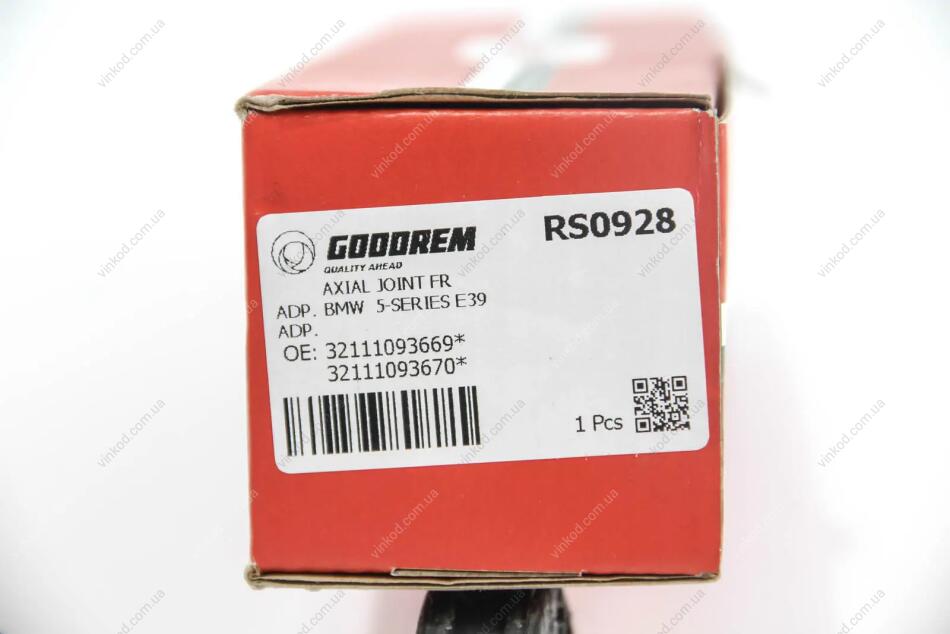 GOODREM
QUALITY AHEAD
RS0928
AXIAL JOINT FR
ADP. BMW 5-SERIES E39
ADP.
OE: 32111093669*
32111093670*
1 Pcs
vinkod.com.ua